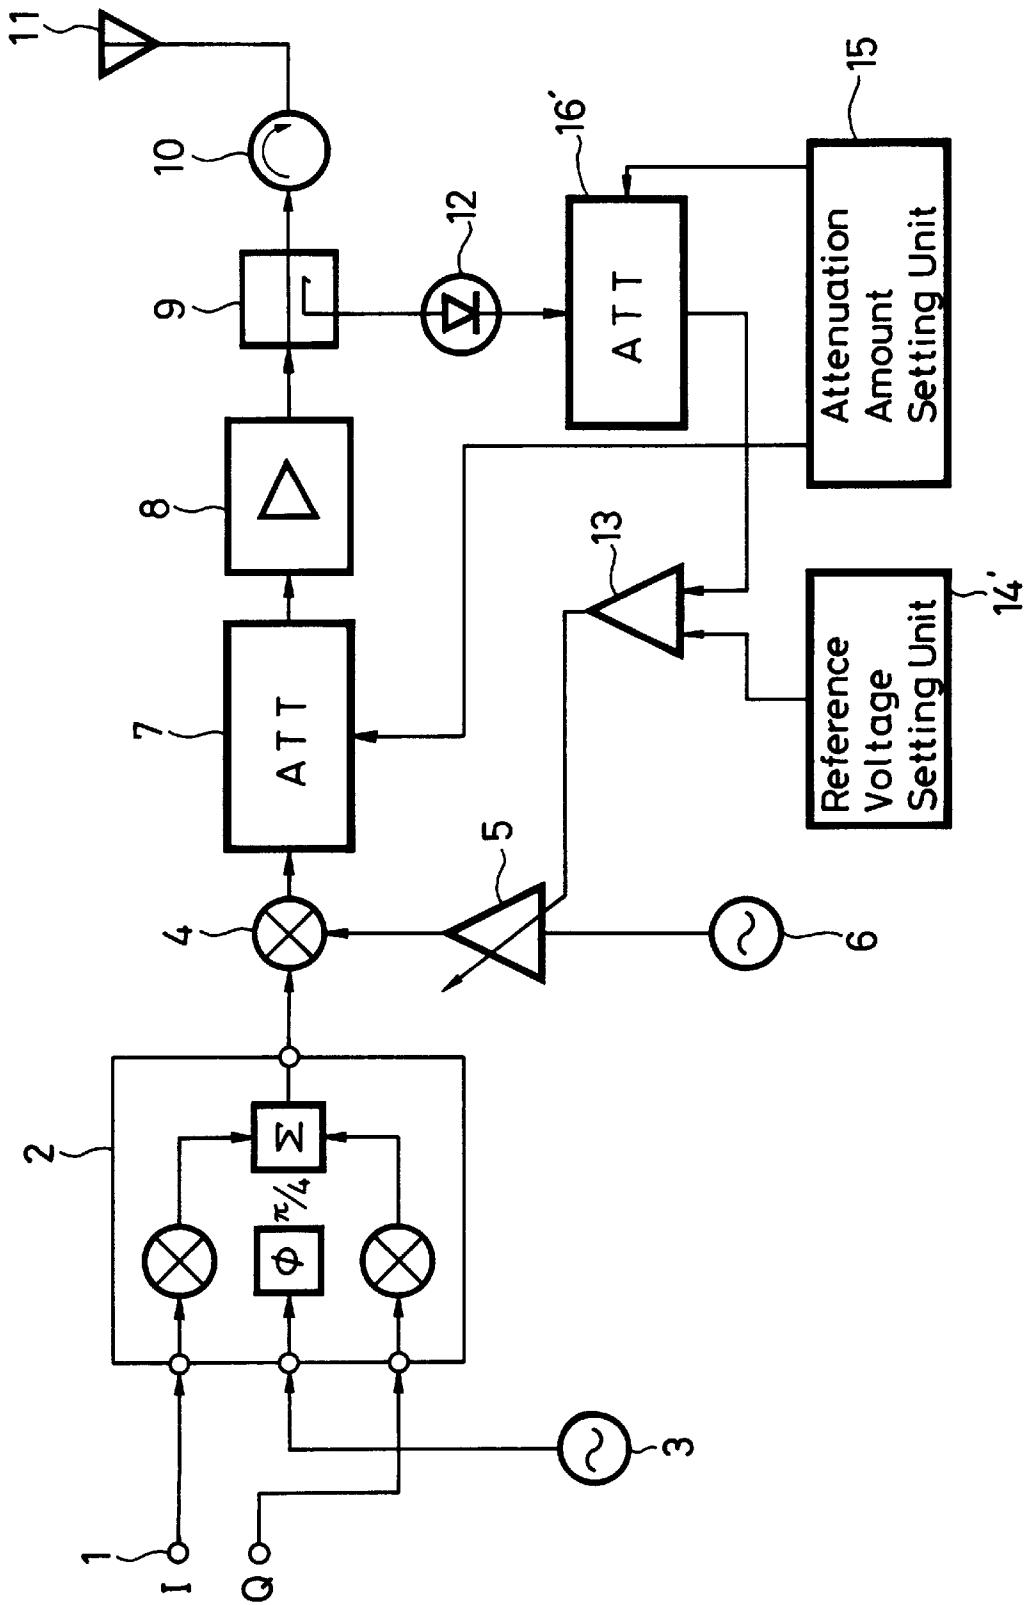 1
I
Q
2
3
Φ
π/4
Σ
4
5
6
7
ATT
8
9
10
11
12
13
16'
ATT
14'
Reference
Voltage
Setting Unit
15
Attenuation
Amount
Setting Unit